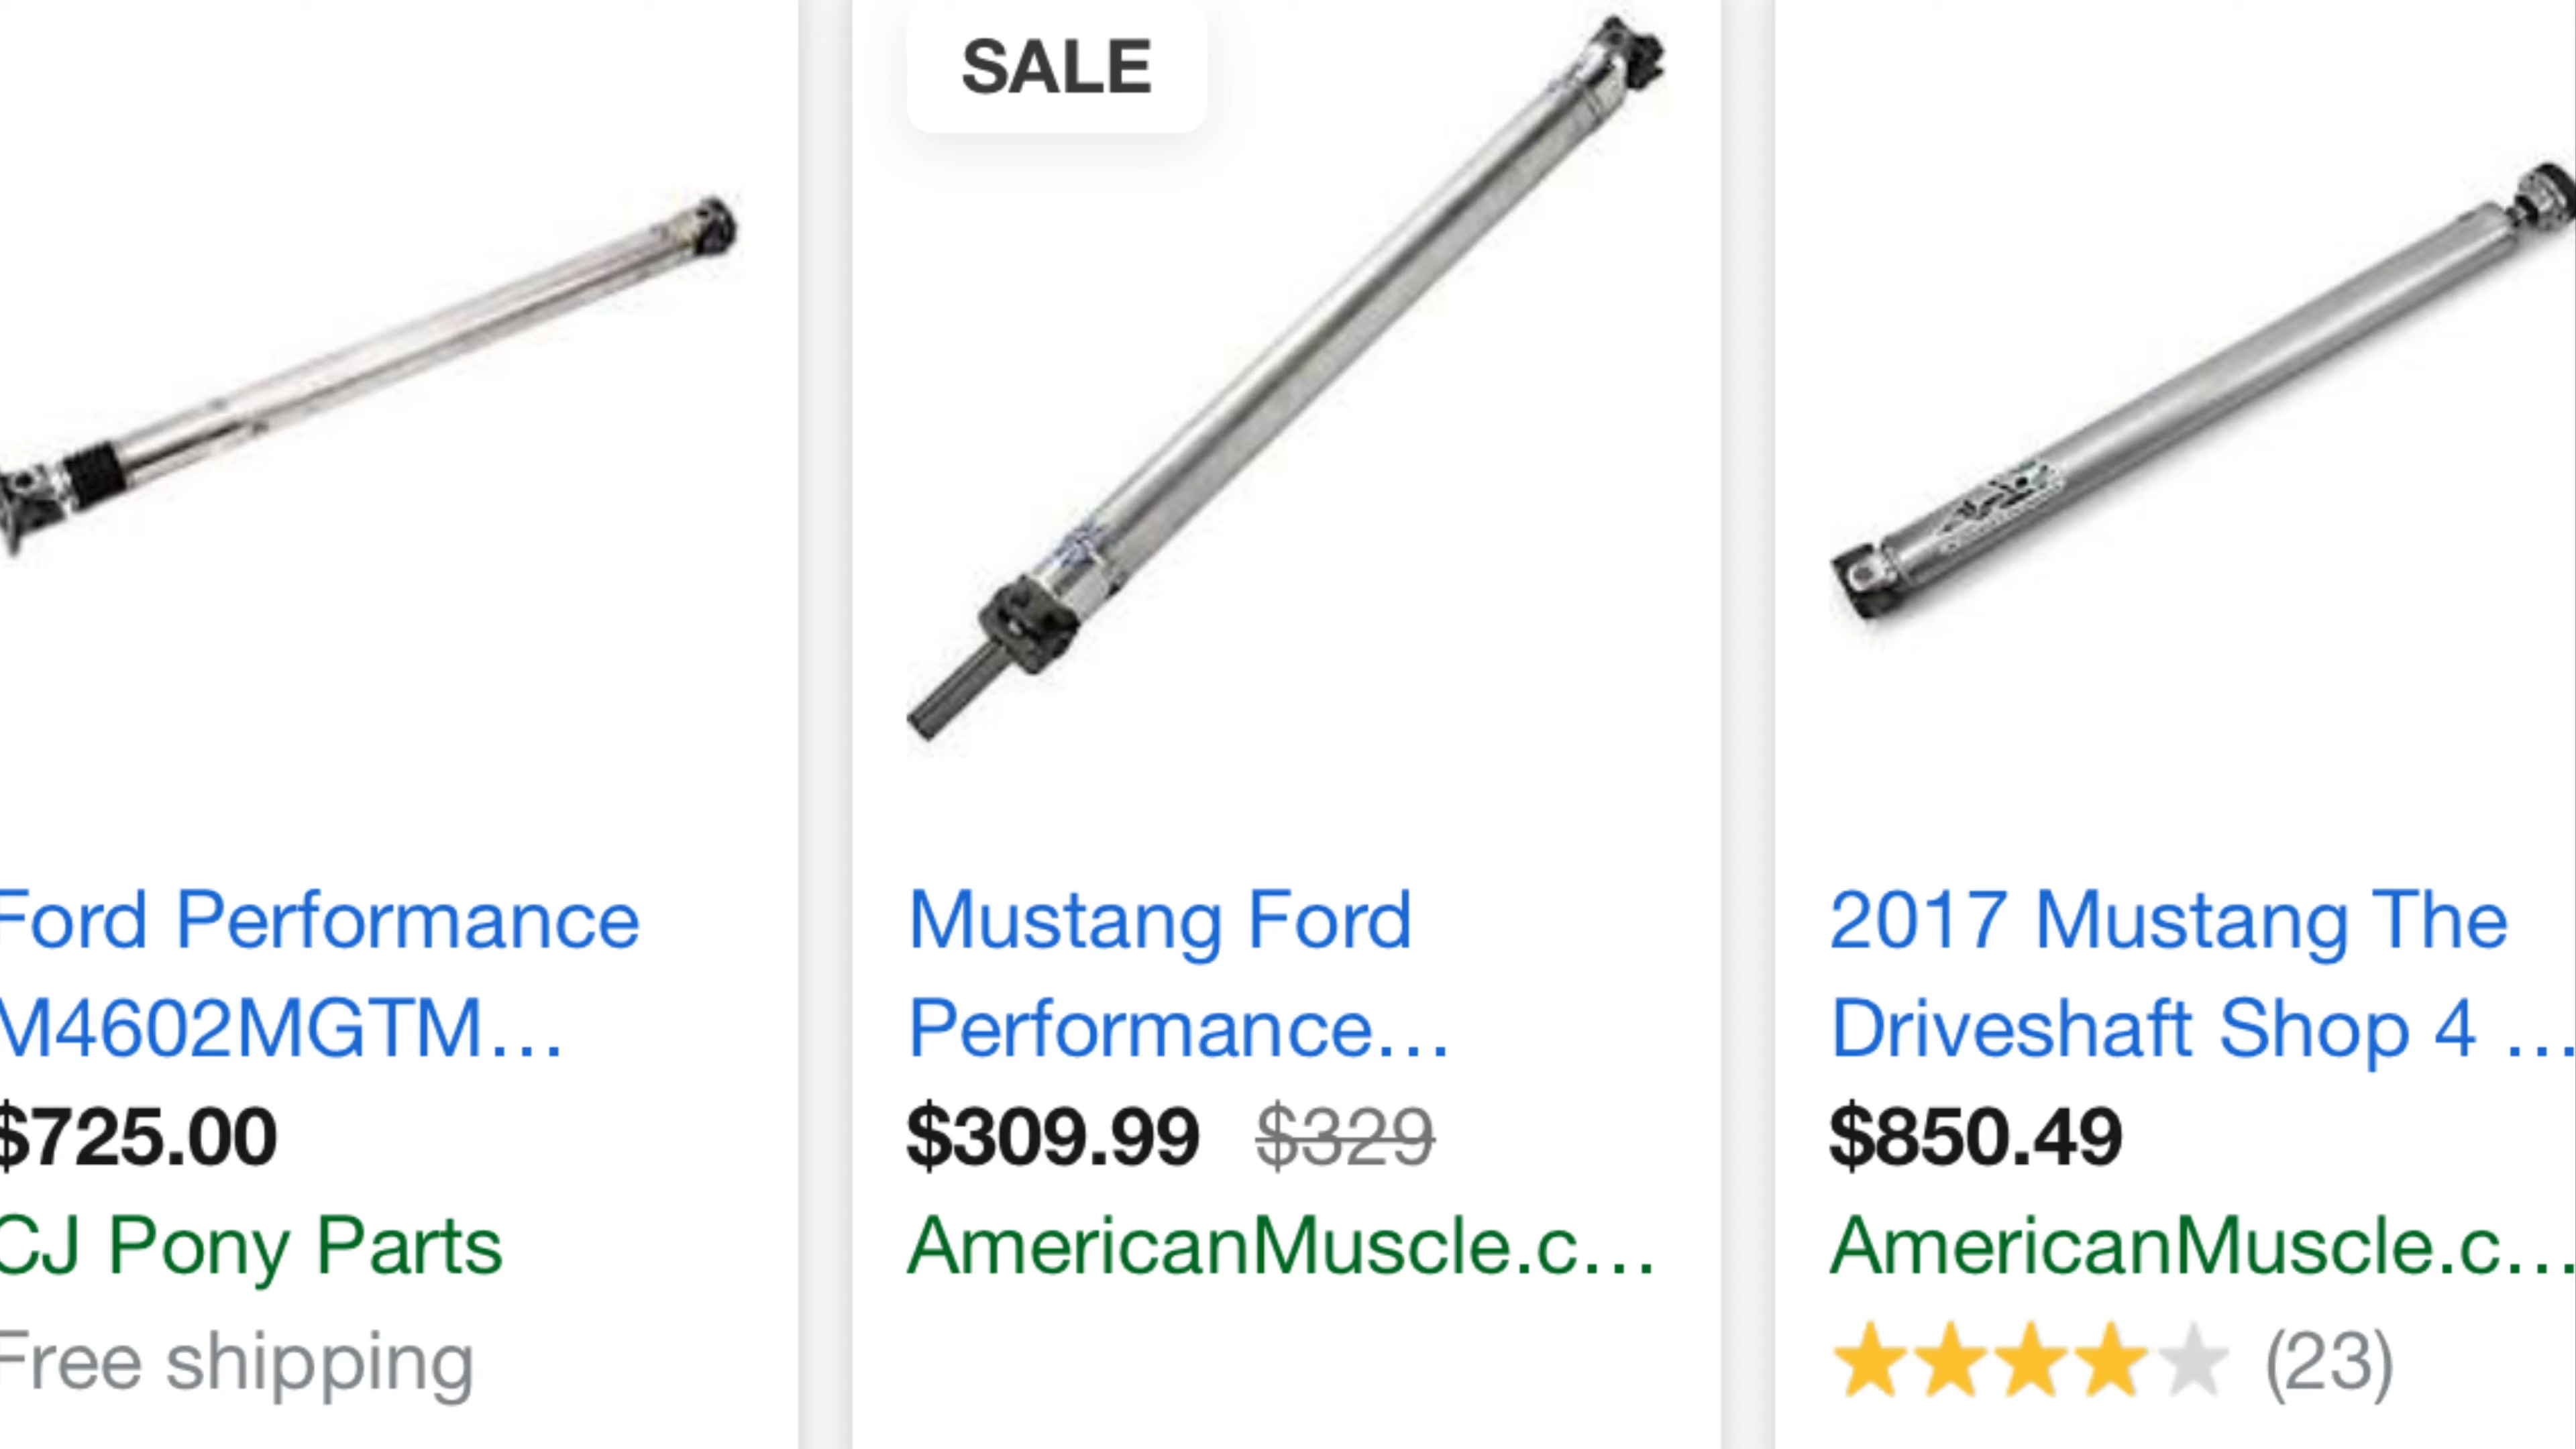 SALE
Ford Performance
M4602MGTM...
$725.00
CJ Pony Parts
Free shipping
Mustang Ford
Performance...
$309.99 $329
AmericanMuscle.c...
2017 Mustang The
Driveshaft Shop 4 ...
$850.49
AmericanMuscle.c...
(23)